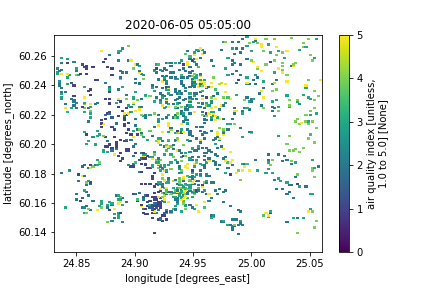 2020-06-05 05:05:00
60.26
60.24
60.22
60.20
60.18
60.16
60.14
latitude [degrees_north]
24.85 24.90 24.95 25.00 25.05
longitude [degrees_east]
5
4
3
2
1
0
air quality index [unitless,
1.0 to 5.0] [None]